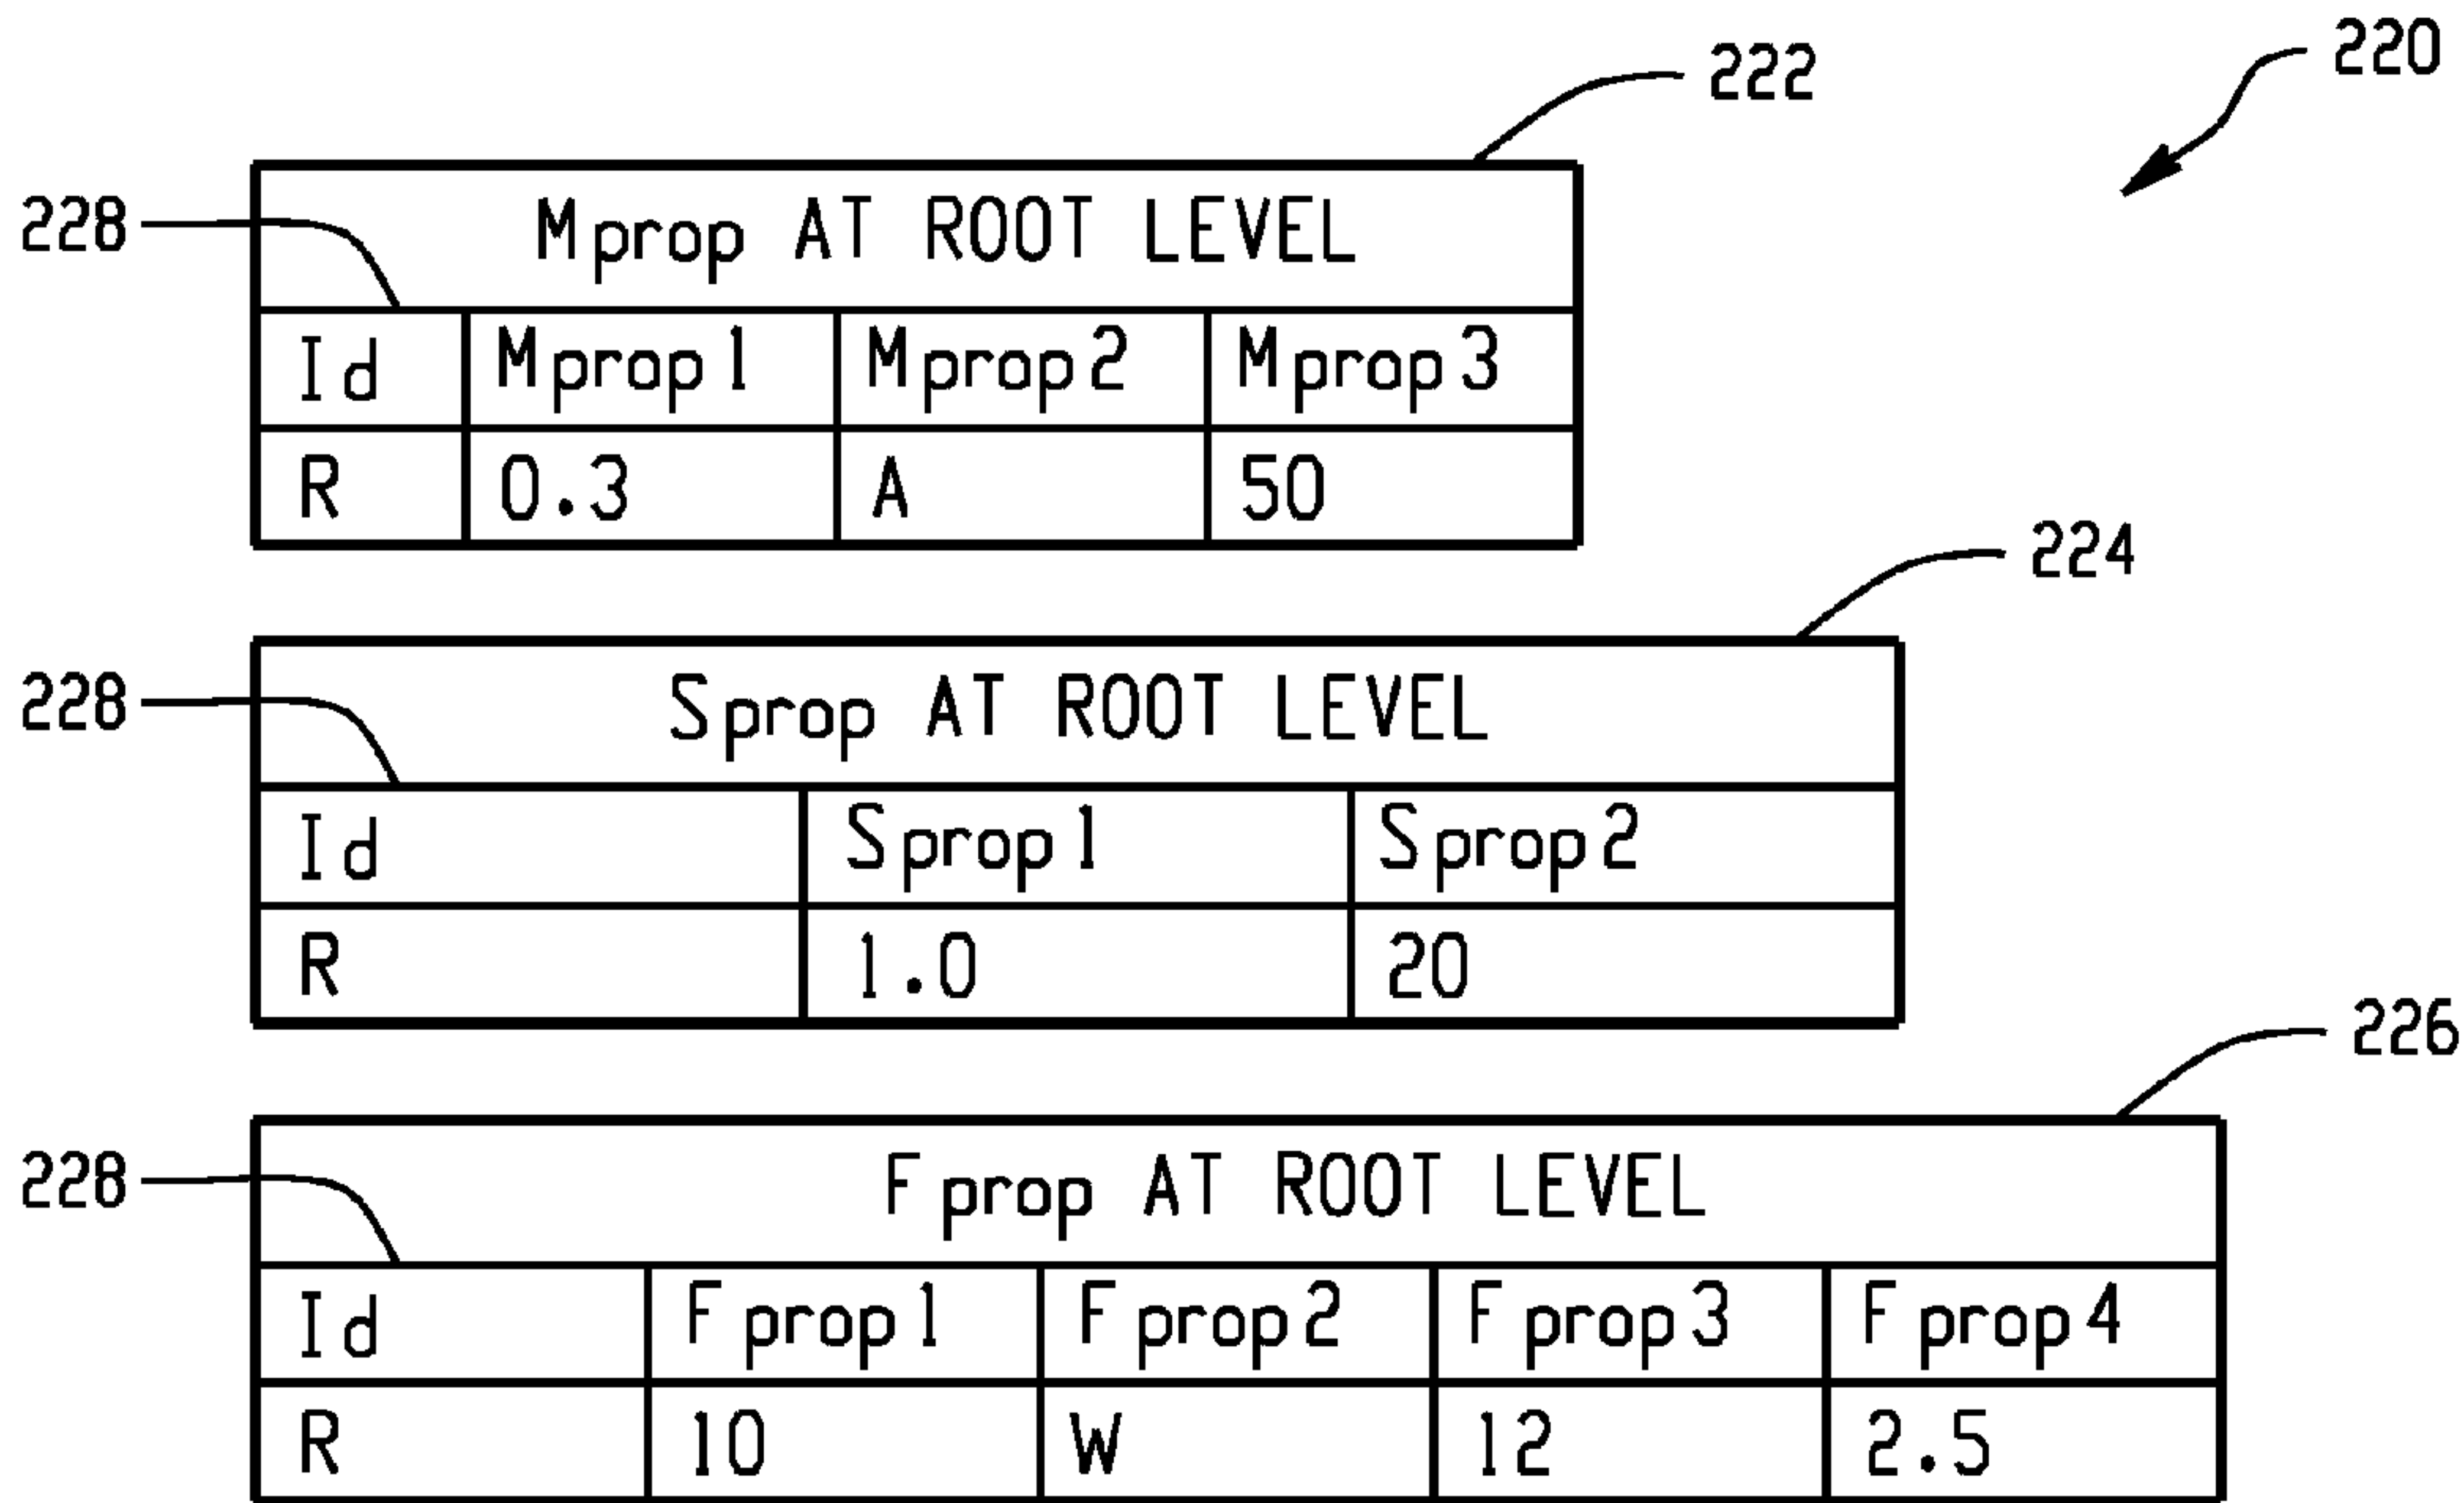 220
222
228
Mprop AT ROOT LEVEL
Id Mprop1 Mprop2 Mprop3
R 0.3 A 50
224
228
Sprop AT ROOT LEVEL
Id Sprop1 Sprop2
R 1.0 20
226
228
Fprop AT ROOT LEVEL
Id Fprop1 Fprop2 Fprop3 Fprop4
R 10 W 12 2.5